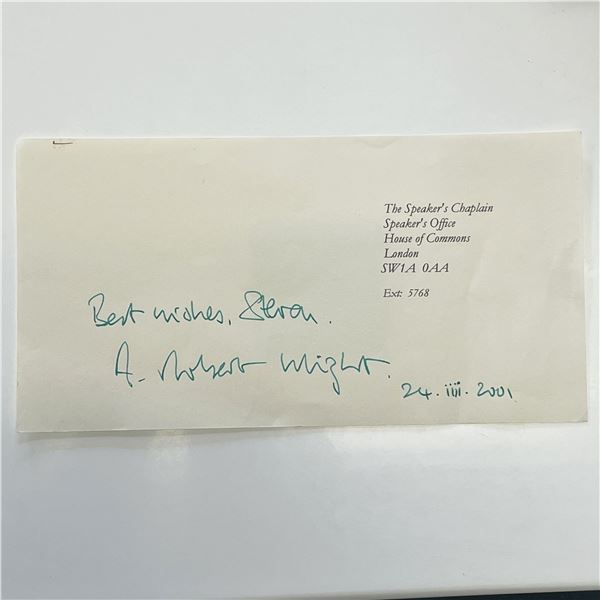 The Speaker's Chaplain
Speaker's Office
House of Commons
London
SW1A 0AA
Ext: 5768
Best wishes, Steven.
A. Robert Wright.
24.iiii.2001